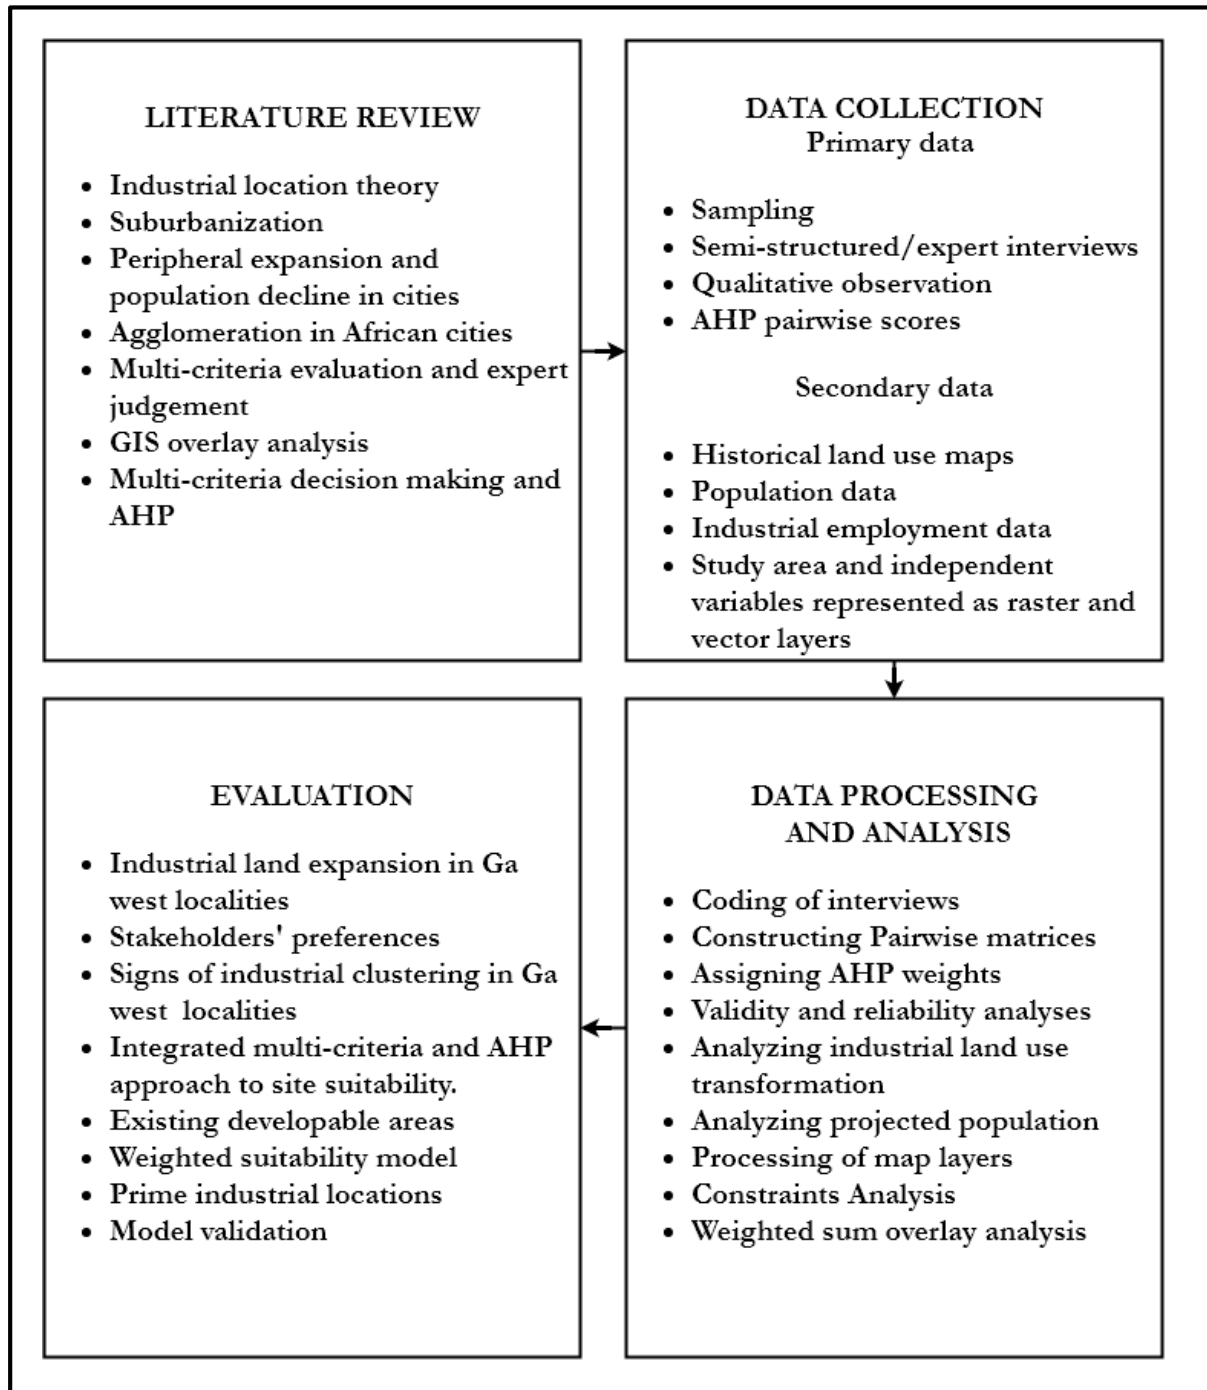 LITERATURE REVIEW
• Industrial location theory
• Suburbanization
• Peripheral expansion and
population decline in cities
• Agglomeration in African cities
• Multi-criteria evaluation and expert
judgement
• GIS overlay analysis
• Multi-criteria decision making and
AHP
DATA COLLECTION
Primary data
• Sampling
• Semi-structured/expert interviews
• Qualitative observation
• AHP pairwise scores
Secondary data
• Historical land use maps
• Population data
• Industrial employment data
• Study area and independent
variables represented as raster and
vector layers
DATA PROCESSING
AND ANALYSIS
• Coding of interviews
• Constructing Pairwise matrices
• Assigning AHP weights
• Validity and reliability analyses
• Analyzing industrial land use
transformation
• Analyzing projected population
• Processing of map layers
• Constraints Analysis
• Weighted sum overlay analysis
EVALUATION
• Industrial land expansion in Ga
west localities
• Stakeholders' preferences
• Signs of industrial clustering in Ga
west localities
• Integrated multi-criteria and AHP
approach to site suitability.
• Existing developable areas
• Weighted suitability model
• Prime industrial locations
• Model validation